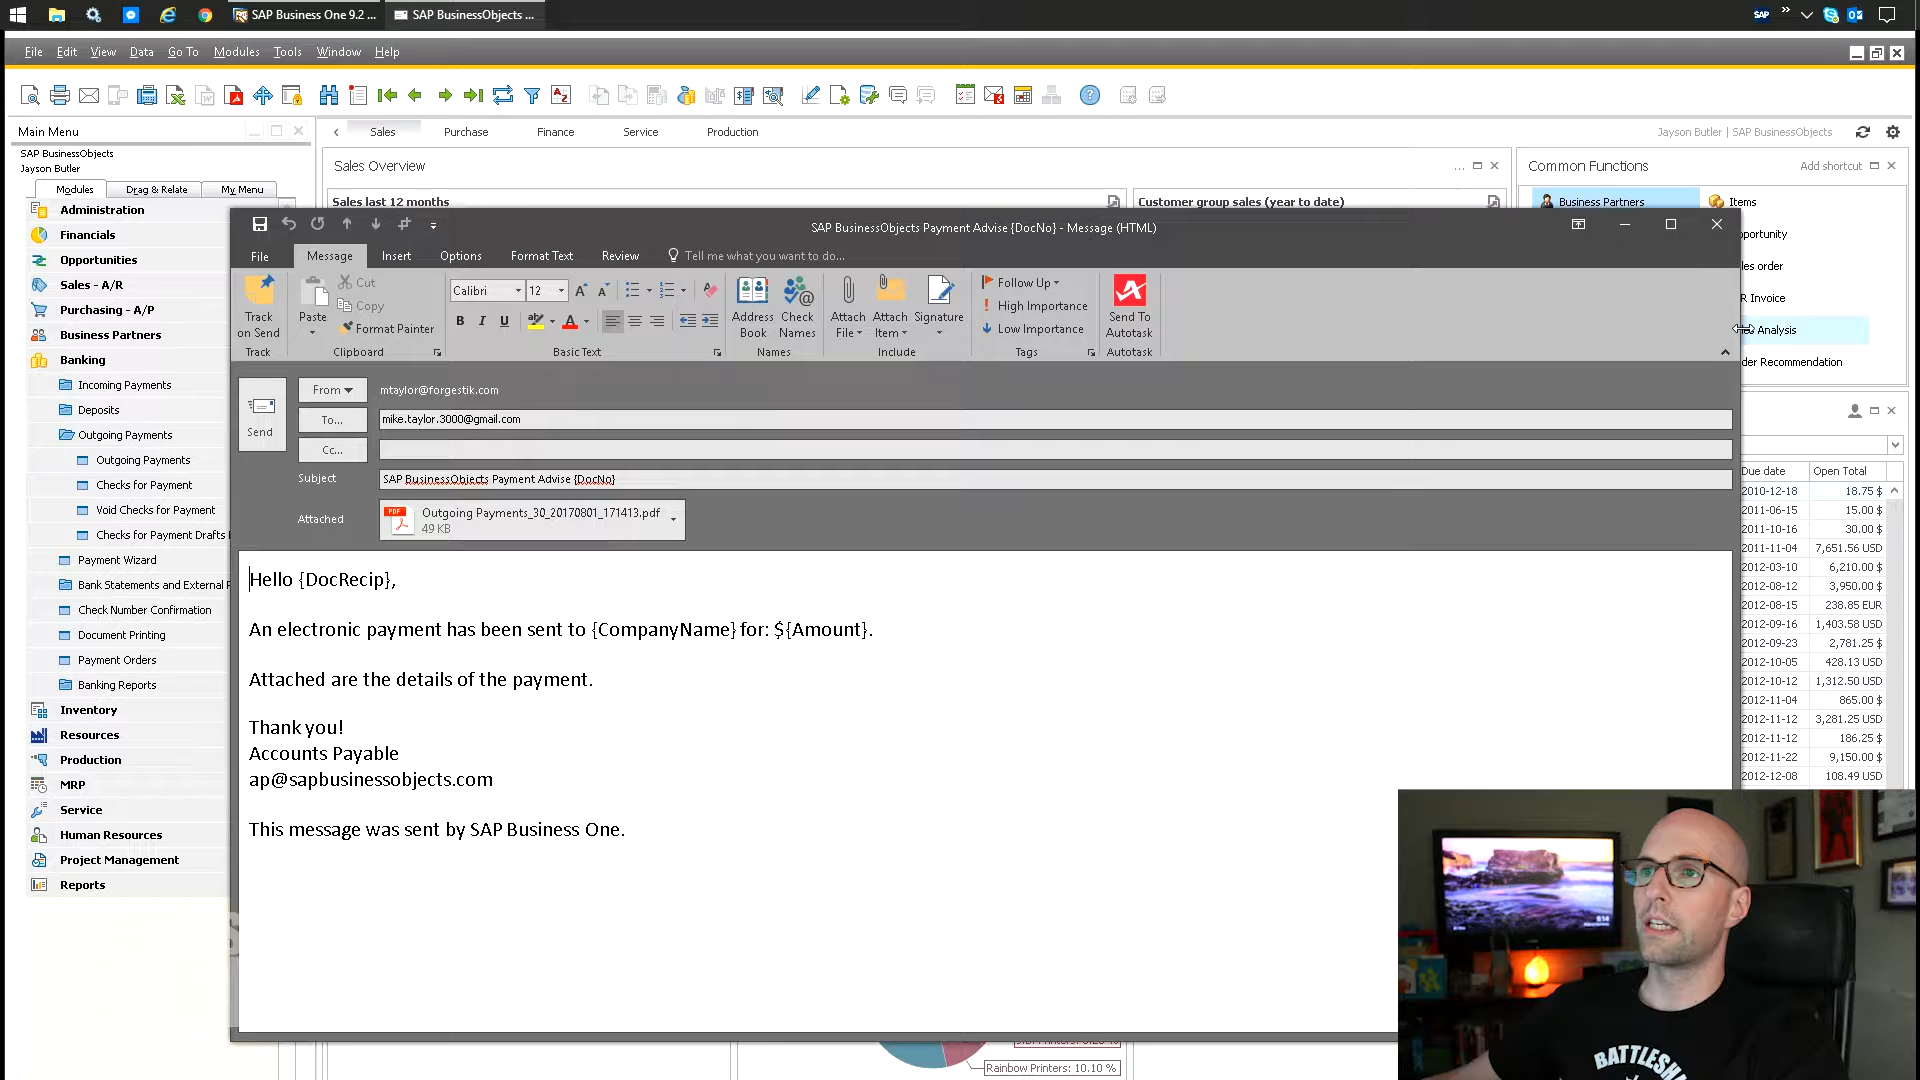 SAP Business One 9.2 ...
SAP BusinessObjects ...
SAP
File Edit View Data Go To Modules Tools Window Help
Main Menu
SAP BusinessObjects
Jayson Butler
Modules Drag & Relate My Menu
Administration
Financials
Opportunities
Sales - A/R
Purchasing - A/P
Business Partners
Banking
Incoming Payments
Deposits
Outgoing Payments
Outgoing Payments
Checks for Payment
Void Checks for Payment
Checks for Payment Drafts
Payment Wizard
Bank Statements and External
Check Number Confirmation
Document Printing
Payment Orders
Banking Reports
Inventory
Resources
Production
MRP
Service
Human Resources
Project Management
Reports
Sales Purchase Finance Service Production
Jayson Butler | SAP BusinessObjects
Sales Overview
...
Sales last 12 months
Customer group sales (year to date)
Common Functions
Add shortcut
Business Partners
Items
pportunity
les order
R Invoice
Analysis
der Recommendation
SAP BusinessObjects Payment Advise {DocNo} - Message (HTML)
File Message Insert Options Format Text Review Tell me what you want to do...
Track on Send
Track
Paste
Cut
Copy
Format Painter
Clipboard
Calibri 12
B I U
Basic Text
Address Book
Check Names
Names
Attach File
Attach Item
Signature
Include
Follow Up
High Importance
Low Importance
Tags
Send To Autotask
Autotask
Send
From mtaylor@forgestik.com
To... mike.taylor.3000@gmail.com
Cc...
Subject SAP BusinessObjects Payment Advise {DocNo}
Attached Outgoing Payments_30_20170801_171413.pdf
49 KB
Hello {DocRecip},
An electronic payment has been sent to {CompanyName} for: ${Amount}.
Attached are the details of the payment.
Thank you!
Accounts Payable
ap@sapbusinessobjects.com
This message was sent by SAP Business One.
Due date Open Total
2010-12-18 18.75 $
2011-06-15 15.00 $
2011-10-16 30.00 $
2011-11-04 7,651.56 USD
2012-03-10 6,210.00 $
2012-08-12 3,950.00 $
2012-08-15 238.85 EUR
2012-09-16 1,403.58 USD
2012-09-23 2,781.25 $
2012-10-05 428.13 USD
2012-10-12 1,312.50 USD
2012-11-04 865.00 $
2012-11-12 3,281.25 USD
2012-11-12 186.25 $
2012-11-22 9,150.00 $
2012-12-08 108.49 USD
Rainbow Printers: 10.10 %
BATTLESH